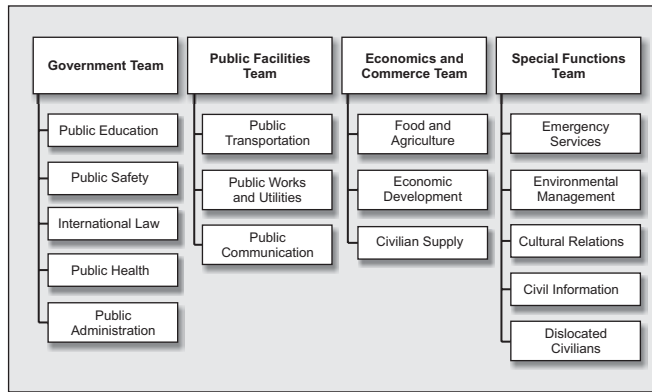 Government Team
Public Education
Public Safety
International Law
Public Health
Public
Administration
Public Facilities
Team
Public
Transportation
Public Works
and Utilities
Public
Communication
Economics and
Commerce Team
Food and
Agriculture
Economic
Development
Civilian Supply
Special Functions
Team
Emergency
Services
Environmental
Management
Cultural Relations
Civil Information
Dislocated
Civilians